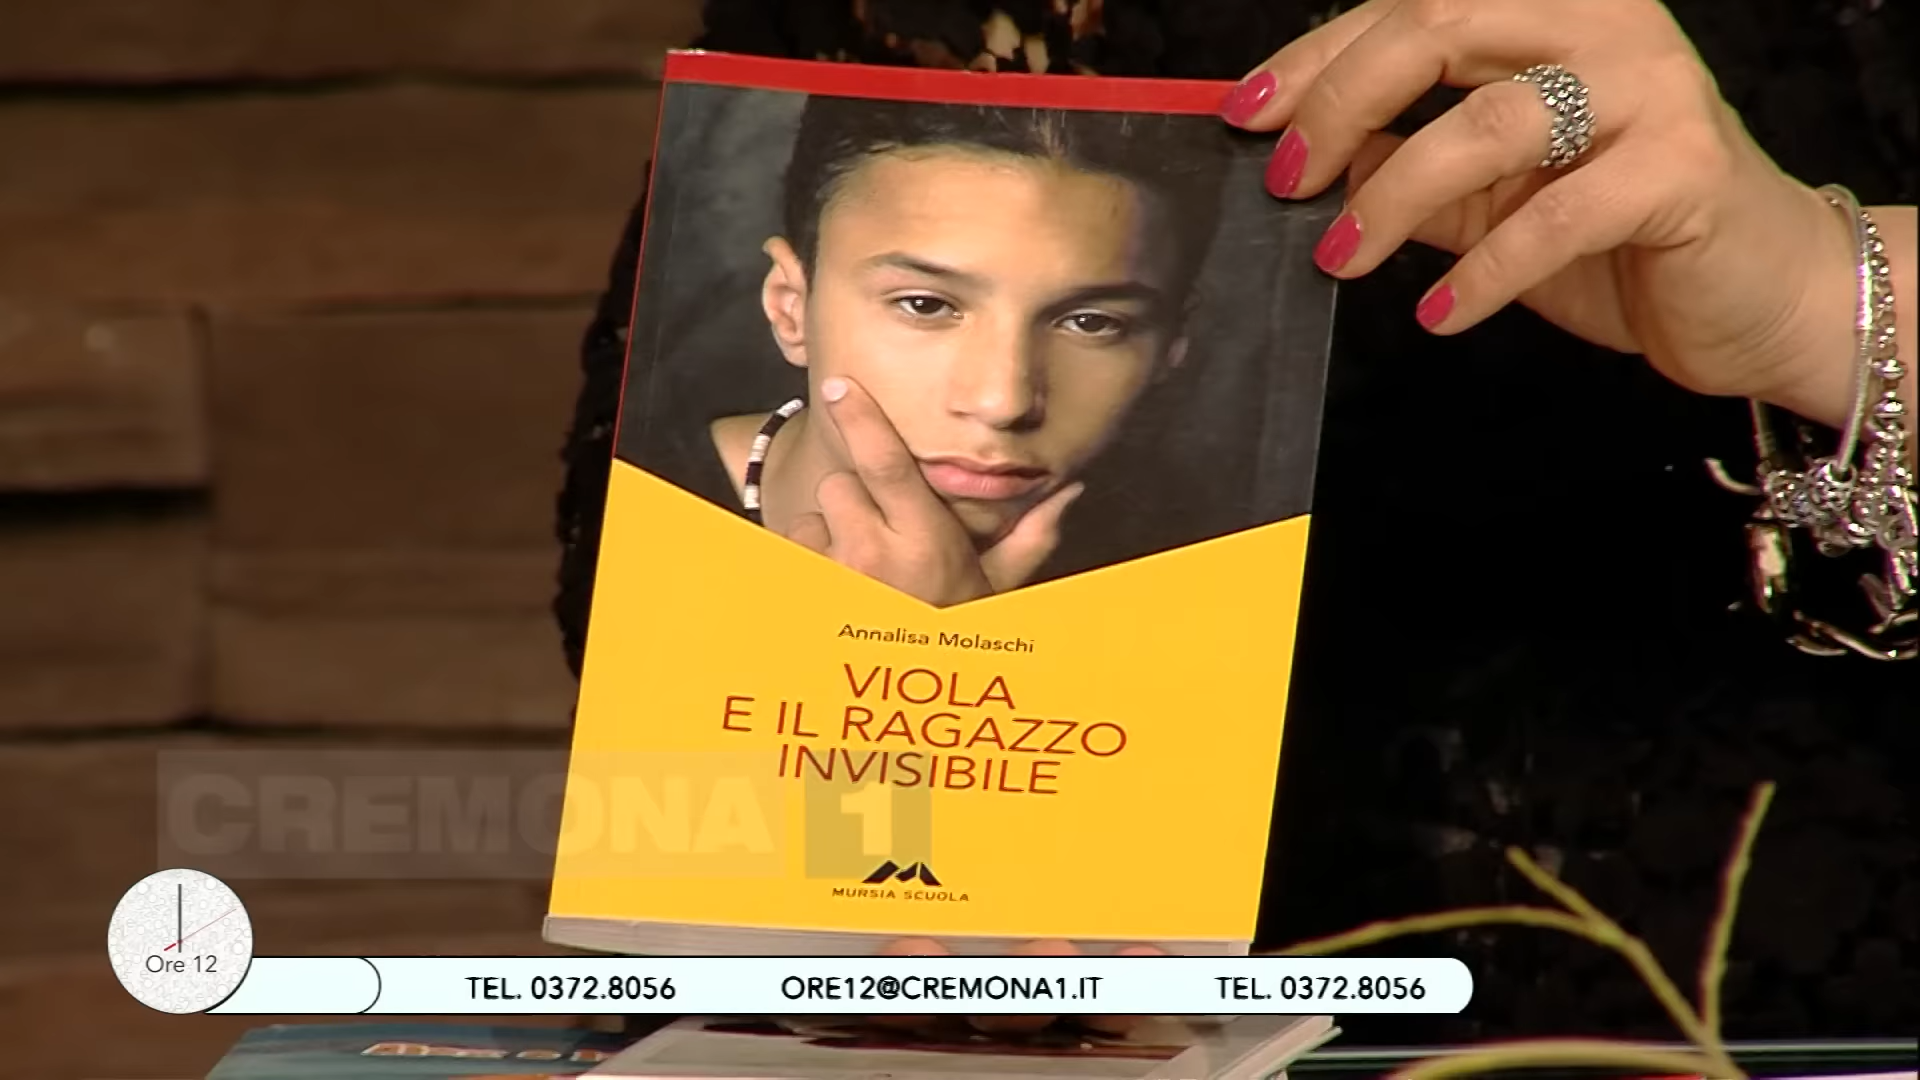 Annalisa Molaschi
VIOLA
E IL RAGAZZO
INVISIBILE
CREMONA 1
MURSIA SCUOLA
Ore 12
TEL. 0372.8056 ORE12@CREMONA1.IT TEL. 0372.8056